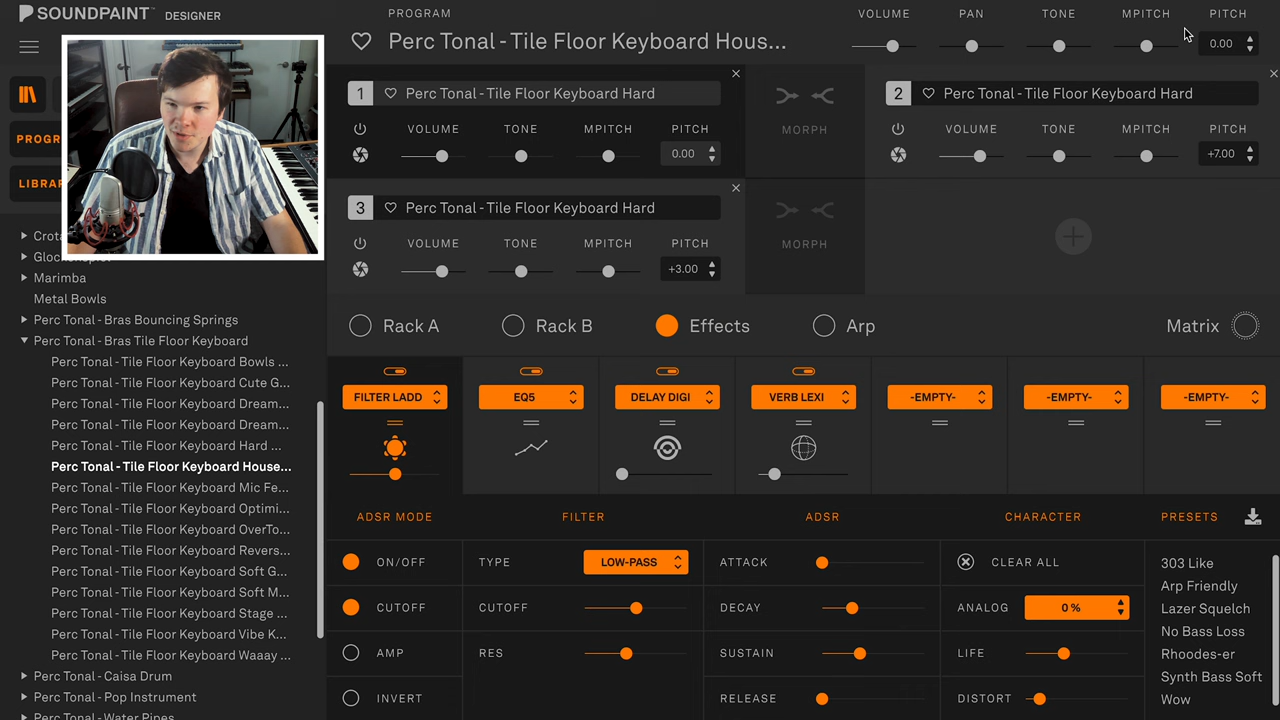 SOUNDPAINT™ DESIGNER
PROGRAM
Perc Tonal - Tile Floor Keyboard Hous...
VOLUME PAN TONE MPITCH PITCH
0.00
PROGR
LIBRA
1 Perc Tonal - Tile Floor Keyboard Hard
VOLUME TONE MPITCH PITCH
0.00
MORPH
2 Perc Tonal - Tile Floor Keyboard Hard
VOLUME TONE MPITCH PITCH
+7.00
3 Perc Tonal - Tile Floor Keyboard Hard
VOLUME TONE MPITCH PITCH
+3.00
MORPH
Crota
Glockenspiel
Marimba
Metal Bowls
Perc Tonal - Bras Bouncing Springs
Perc Tonal - Bras Tile Floor Keyboard
Perc Tonal - Tile Floor Keyboard Bowls ...
Perc Tonal - Tile Floor Keyboard Cute G...
Perc Tonal - Tile Floor Keyboard Dream...
Perc Tonal - Tile Floor Keyboard Dream...
Perc Tonal - Tile Floor Keyboard Hard ...
Perc Tonal - Tile Floor Keyboard House...
Perc Tonal - Tile Floor Keyboard Mic Fe...
Perc Tonal - Tile Floor Keyboard Optimi...
Perc Tonal - Tile Floor Keyboard OverTo...
Perc Tonal - Tile Floor Keyboard Revers...
Perc Tonal - Tile Floor Keyboard Soft G...
Perc Tonal - Tile Floor Keyboard Soft M...
Perc Tonal - Tile Floor Keyboard Stage ...
Perc Tonal - Tile Floor Keyboard Vibe K...
Perc Tonal - Tile Floor Keyboard Waaay ...
Perc Tonal - Caisa Drum
Perc Tonal - Pop Instrument
Perc Tonal - Water Pipes
Rack A Rack B Effects Arp Matrix
FILTER LADD EQ5 DELAY DIGI VERB LEXI -EMPTY- -EMPTY- -EMPTY-
ADSR MODE FILTER ADSR CHARACTER PRESETS
ON/OFF TYPE LOW-PASS ATTACK CLEAR ALL
CUTOFF CUTOFF DECAY ANALOG 0 %
AMP RES SUSTAIN LIFE
INVERT RELEASE DISTORT
303 Like
Arp Friendly
Lazer Squelch
No Bass Loss
Rhodes-er
Synth Bass Soft
Wow